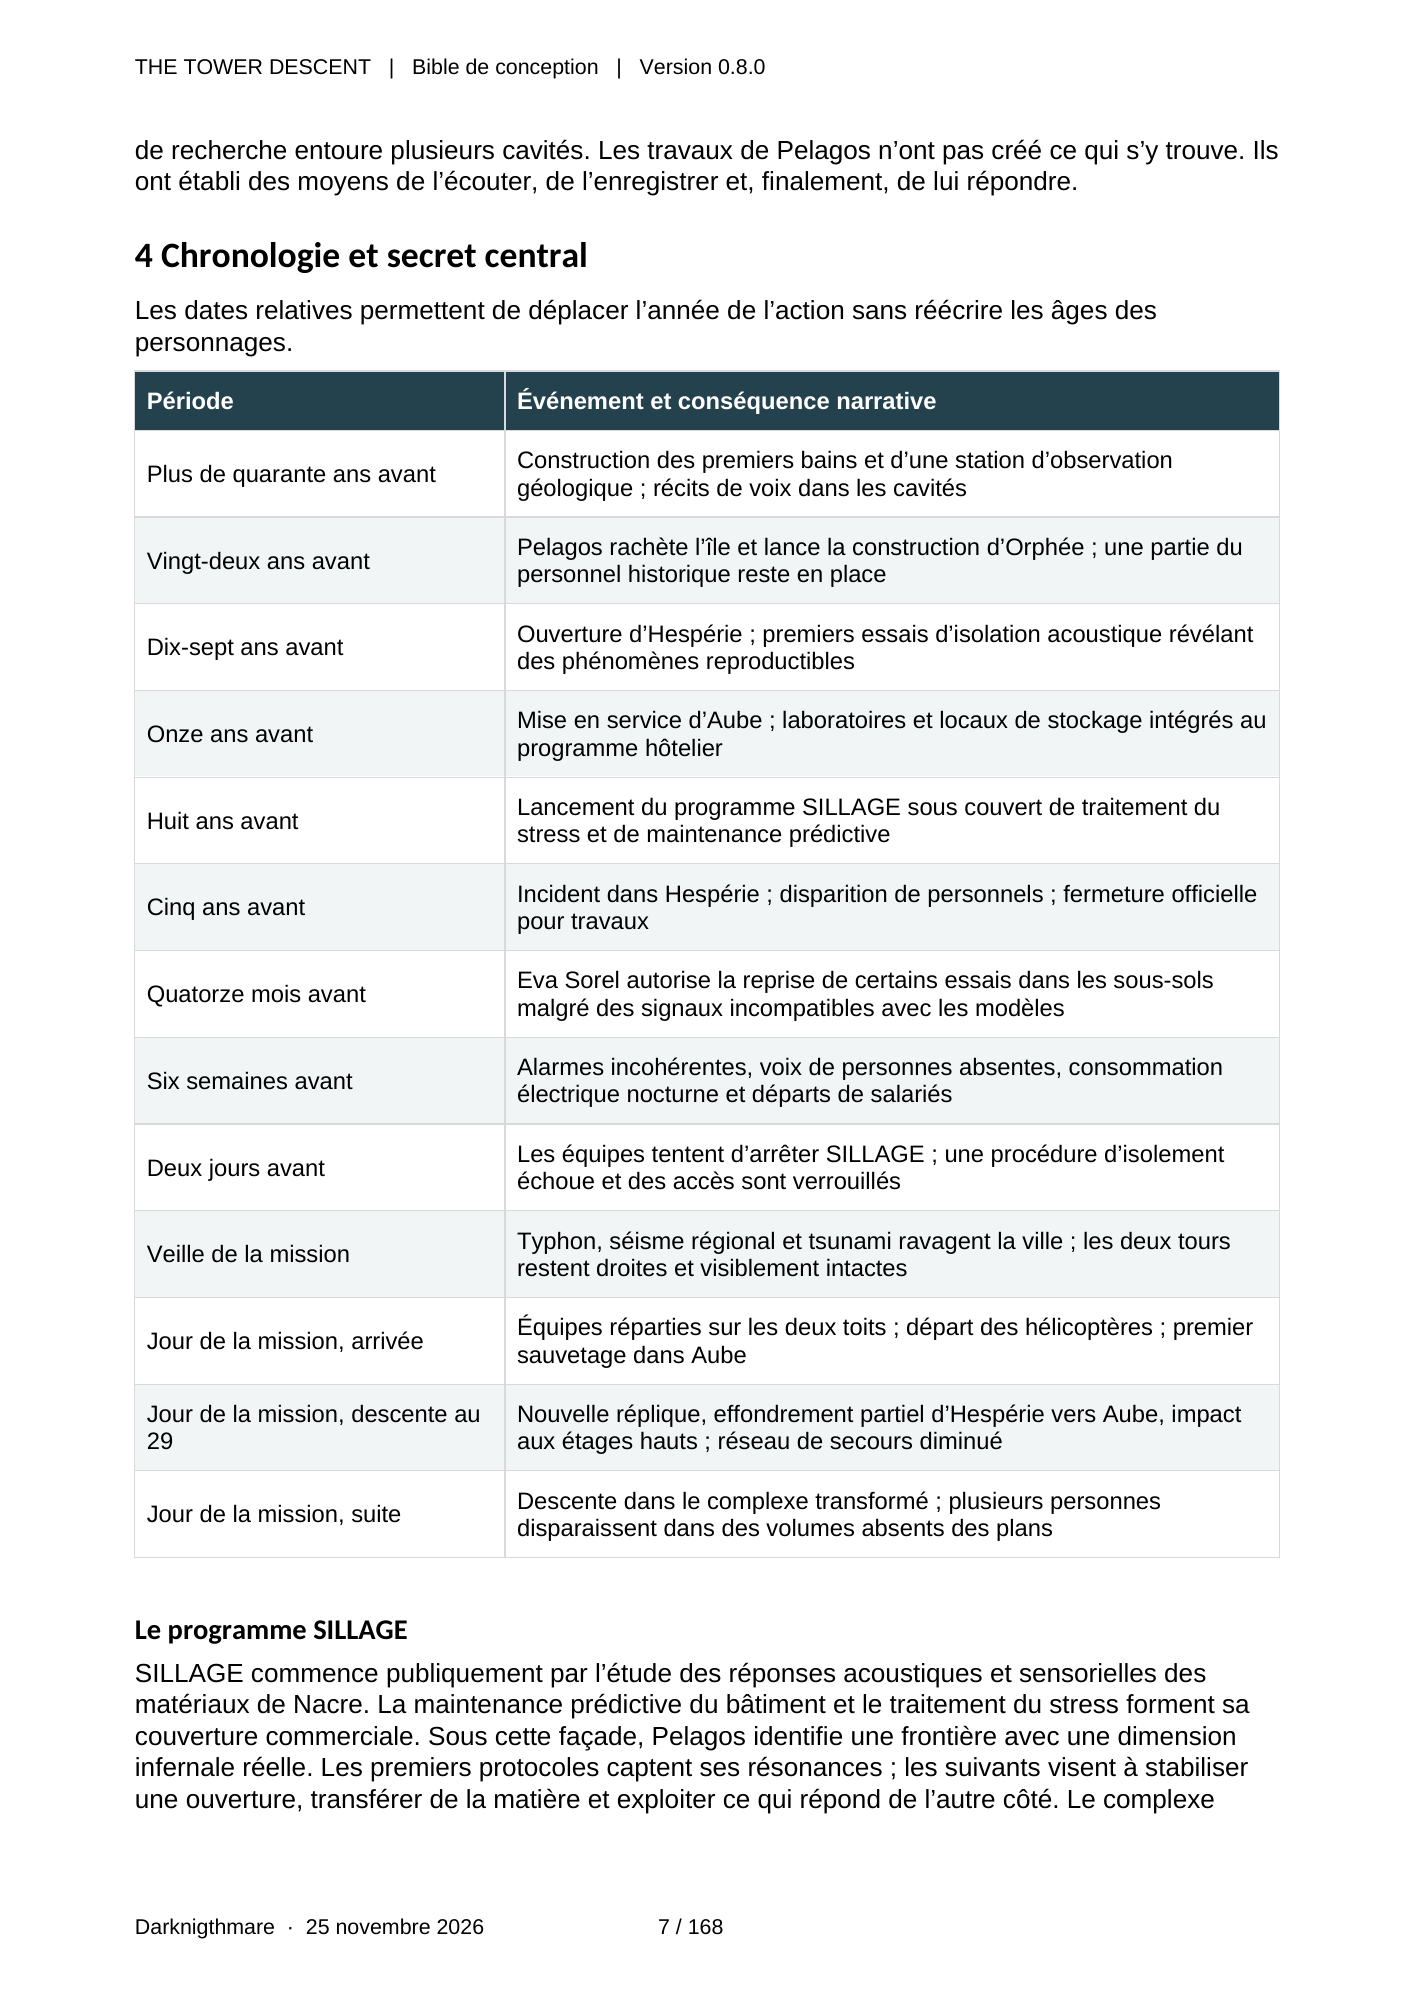 THE TOWER DESCENT | Bible de conception | Version 0.8.0
de recherche entoure plusieurs cavités. Les travaux de Pelagos n’ont pas créé ce qui s’y trouve. Ils
ont établi des moyens de l’écouter, de l’enregistrer et, finalement, de lui répondre.
4 Chronologie et secret central
Les dates relatives permettent de déplacer l’année de l’action sans réécrire les âges des
personnages.
Période
Événement et conséquence narrative
Plus de quarante ans avant
Construction des premiers bains et d’une station d’observation
géologique ; récits de voix dans les cavités
Vingt-deux ans avant
Pelagos rachète l’île et lance la construction d’Orphée ; une partie du
personnel historique reste en place
Dix-sept ans avant
Ouverture d’Hespérie ; premiers essais d’isolation acoustique révélant
des phénomènes reproductibles
Onze ans avant
Mise en service d’Aube ; laboratoires et locaux de stockage intégrés au
programme hôtelier
Huit ans avant
Lancement du programme SILLAGE sous couvert de traitement du
stress et de maintenance prédictive
Cinq ans avant
Incident dans Hespérie ; disparition de personnels ; fermeture officielle
pour travaux
Quatorze mois avant
Eva Sorel autorise la reprise de certains essais dans les sous-sols
malgré des signaux incompatibles avec les modèles
Six semaines avant
Alarmes incohérentes, voix de personnes absentes, consommation
électrique nocturne et départs de salariés
Deux jours avant
Les équipes tentent d’arrêter SILLAGE ; une procédure d’isolement
échoue et des accès sont verrouillés
Veille de la mission
Typhon, séisme régional et tsunami ravagent la ville ; les deux tours
restent droites et visiblement intactes
Jour de la mission, arrivée
Équipes réparties sur les deux toits ; départ des hélicoptères ; premier
sauvetage dans Aube
Jour de la mission, descente au
29
Nouvelle réplique, effondrement partiel d’Hespérie vers Aube, impact
aux étages hauts ; réseau de secours diminué
Jour de la mission, suite
Descente dans le complexe transformé ; plusieurs personnes
disparaissent dans des volumes absents des plans
Le programme SILLAGE
SILLAGE commence publiquement par l’étude des réponses acoustiques et sensorielles des
matériaux de Nacre. La maintenance prédictive du bâtiment et le traitement du stress forment sa
couverture commerciale. Sous cette façade, Pelagos identifie une frontière avec une dimension
infernale réelle. Les premiers protocoles captent ses résonances ; les suivants visent à stabiliser
une ouverture, transférer de la matière et exploiter ce qui répond de l’autre côté. Le complexe
Darknigthmare · 25 novembre 2026 7 / 168